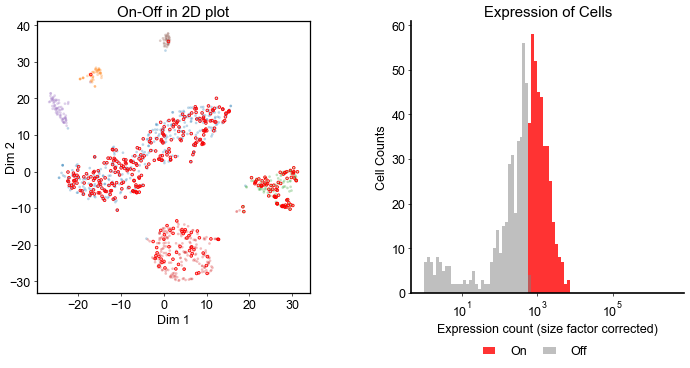 On-Off in 2D plot
40
30
20
10
0
−10
−20
−30
Dim 2
−20 −10 0 10 20 30
Dim 1
Expression of Cells
60
50
40
30
20
10
0
Cell Counts
10^1 10^3 10^5
Expression count (size factor corrected)
On Off